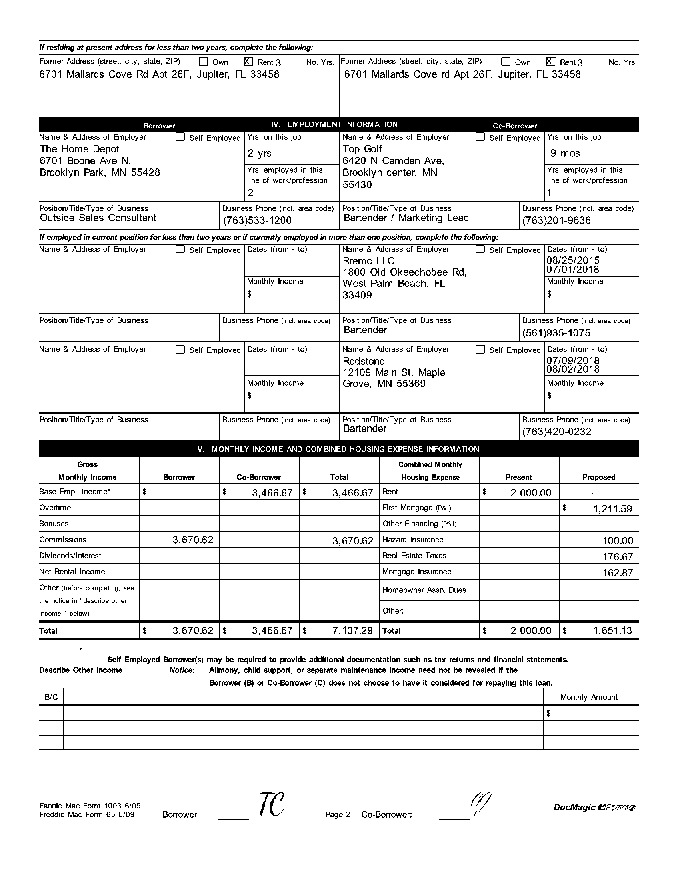 If residing at present address for less than two years, complete the following:
Former Address (street, city, state, ZIP) Own X Rent 3 No. Yrs. Former Address (street, city, state, ZIP) Own X Rent 3 No. Yrs
6731 Mallards Cove Rd Apt 26F, Jupiter, FL 33458 6701 Mallards Cove rd Apt 26F, Jupiter, FL 33458
Borrower IV. EMPLOYMENT INFORMATION Co-Borrower
Name & Address of Employer Self Employed Yrs on this job Name & Address of Employer Self Employed Yrs on this job
The Home Depot 2 yrs Top Golf 9 mos
6701 Boone Ave N. 6420 N Camden Ave,
Brooklyn Park, MN 55428 Yrs employed in this Brooklyn center, MN Yrs employed in this
line of work/profession 55430 line of work/profession
2 1
Position/Title/Type of Business Business Phone (incl. area code) Position/Title/Type of Business Business Phone (incl. area code)
Outside Sales Consultant (763)533-1200 Bartender / Marketing Lead (763)201-9636
If employed in current position for less than two years or if currently employed in more than one position, complete the following:
Name & Address of Employer Self Employed Dates (from - to) Name & Address of Employer Self Employed Dates (from - to)
Rremo LLC 08/25/2015
1800 Old Okeechobee Rd, 07/01/2018
Monthly Income West Palm Beach, FL Monthly Income
$ 33409 $
Position/Title/Type of Business Business Phone (incl. area code) Position/Title/Type of Business Business Phone (incl. area code)
Bartender (561)935-1075
Name & Address of Employer Self Employed Dates (from - to) Name & Address of Employer Self Employed Dates (from - to)
Redstone 07/09/2018
12109 Main St. Maple 08/02/2018
Monthly Income Grove, MN 55369 Monthly Income
$ $
Position/Title/Type of Business Business Phone (incl. area code) Position/Title/Type of Business Business Phone (incl. area code)
Bartender (763)420-0232
V. MONTHLY INCOME AND COMBINED HOUSING EXPENSE INFORMATION
Gross Combined Monthly
Monthly Income Borrower Co-Borrower Total Housing Expense Present Proposed
Base Empl. Income* $ $ 3,466.67 $ 3,466.67 Rent $ 2,000.00
Overtime First Mortgage (P&I) $ 1,211.59
Bonuses Other Financing (P&I)
Commissions 3,670.62 3,670.62 Hazard Insurance 100.00
Dividends/Interest Real Estate Taxes 176.67
Net Rental Income Mortgage Insurance 162.87
Other (before completing, see Homeowner Assn. Dues
the notice in "describe other
income," below) Other:
Total $ 3,670.62 $ 3,466.67 $ 7,137.29 Total $ 2,000.00 $ 1,651.13
* Self Employed Borrower(s) may be required to provide additional documentation such as tax returns and financial statements.
Describe Other Income Notice: Alimony, child support, or separate maintenance income need not be revealed if the
Borrower (B) or Co-Borrower (C) does not choose to have it considered for repaying this loan.
B/C Monthly Amount
$
Fannie Mae Form 1003 6/05
Freddie Mac Form 65 6/05 Borrower TC Page 2 Co-Borrower:
DocMagic